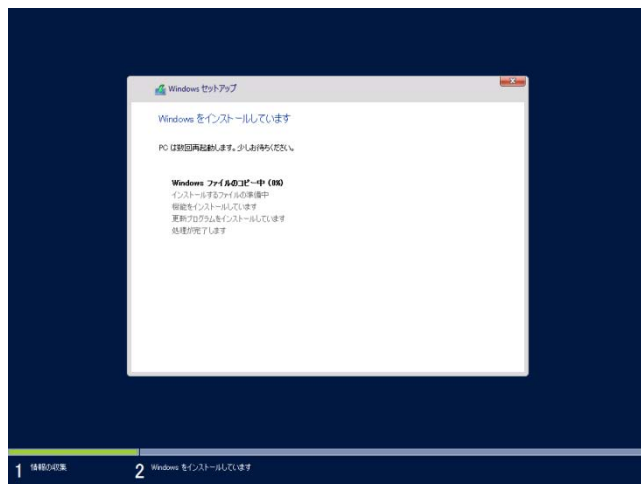 Windows セットアップ
Windows をインストールしています
PC は数回再起動します。少しお待ちください。
Windows ファイルのコピー中 (0%)
インストールするファイルの準備中
機能をインストールしています
更新プログラムをインストールしています
処理が完了します
1 情報の収集
2 Windows をインストールしています